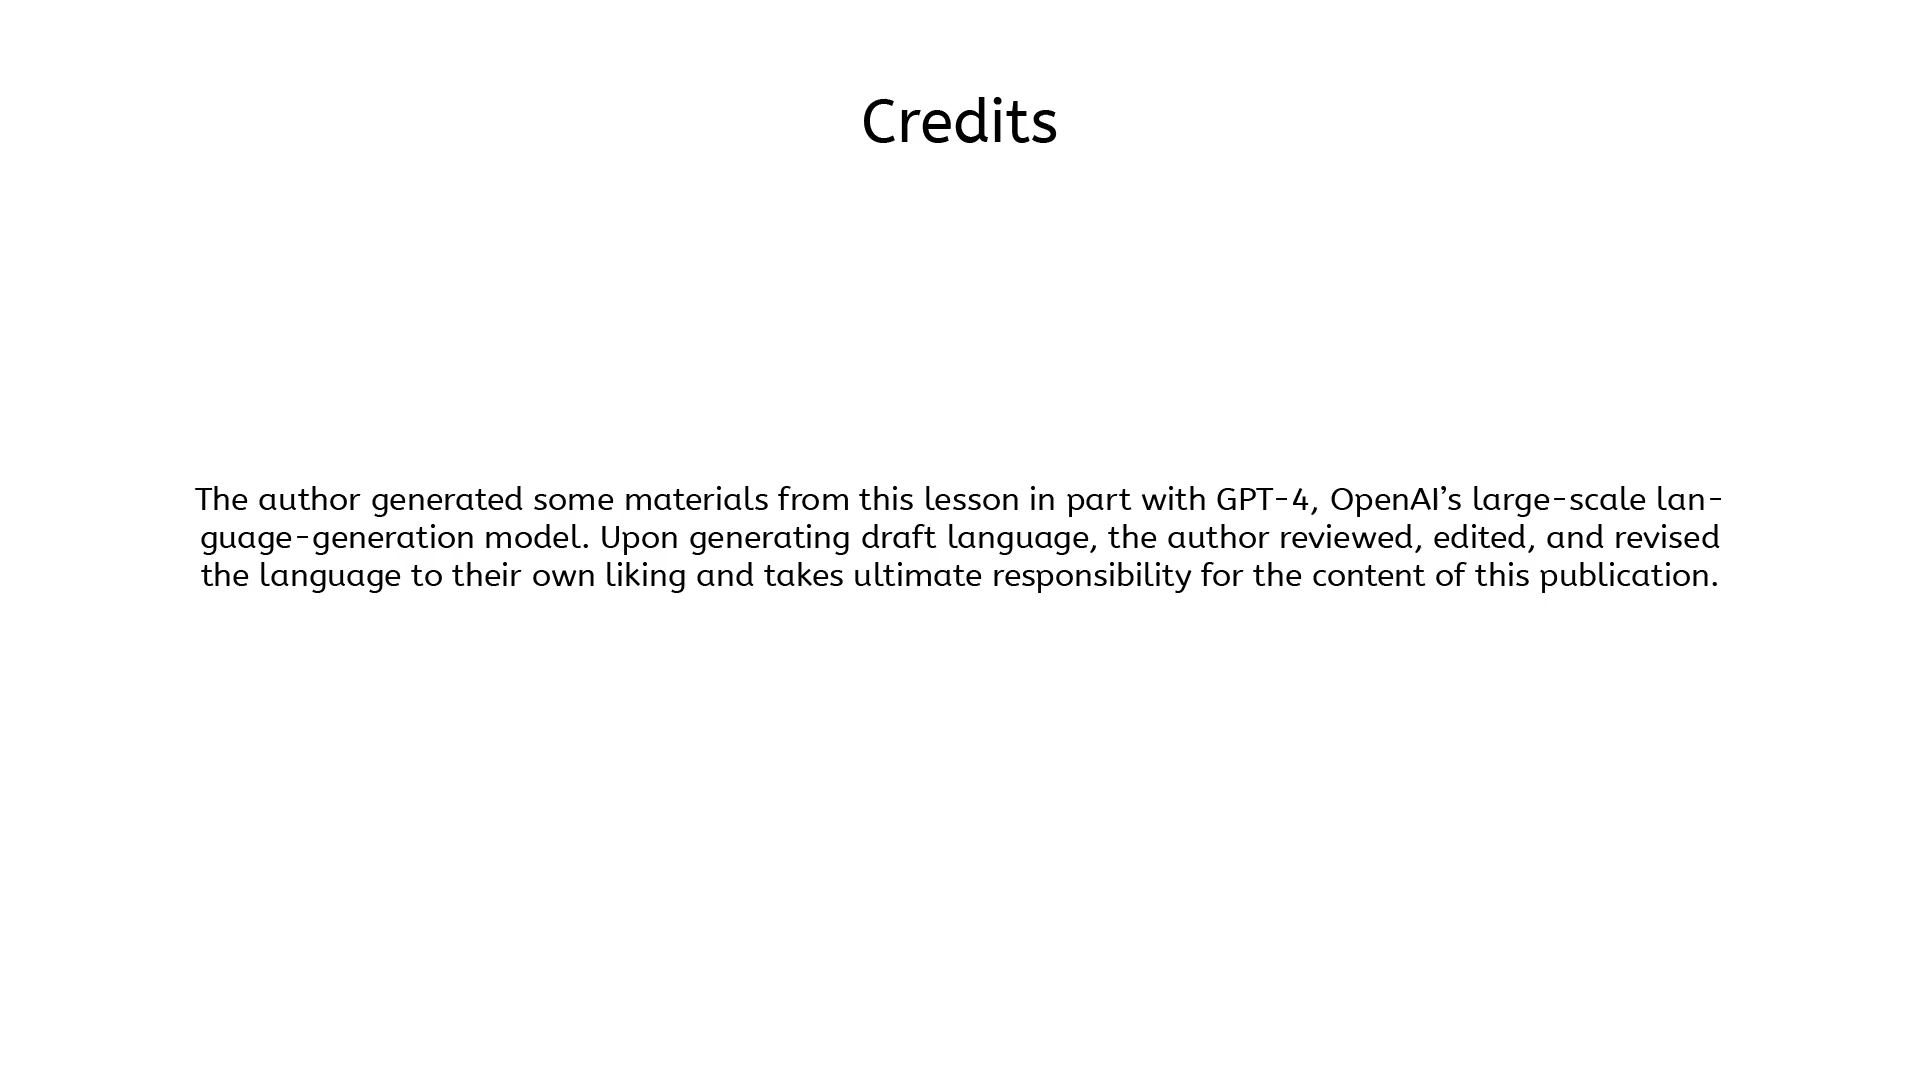 Credits
The author generated some materials from this lesson in part with GPT-4, OpenAI’s large-scale lan-
guage-generation model. Upon generating draft language, the author reviewed, edited, and revised
the language to their own liking and takes ultimate responsibility for the content of this publication.